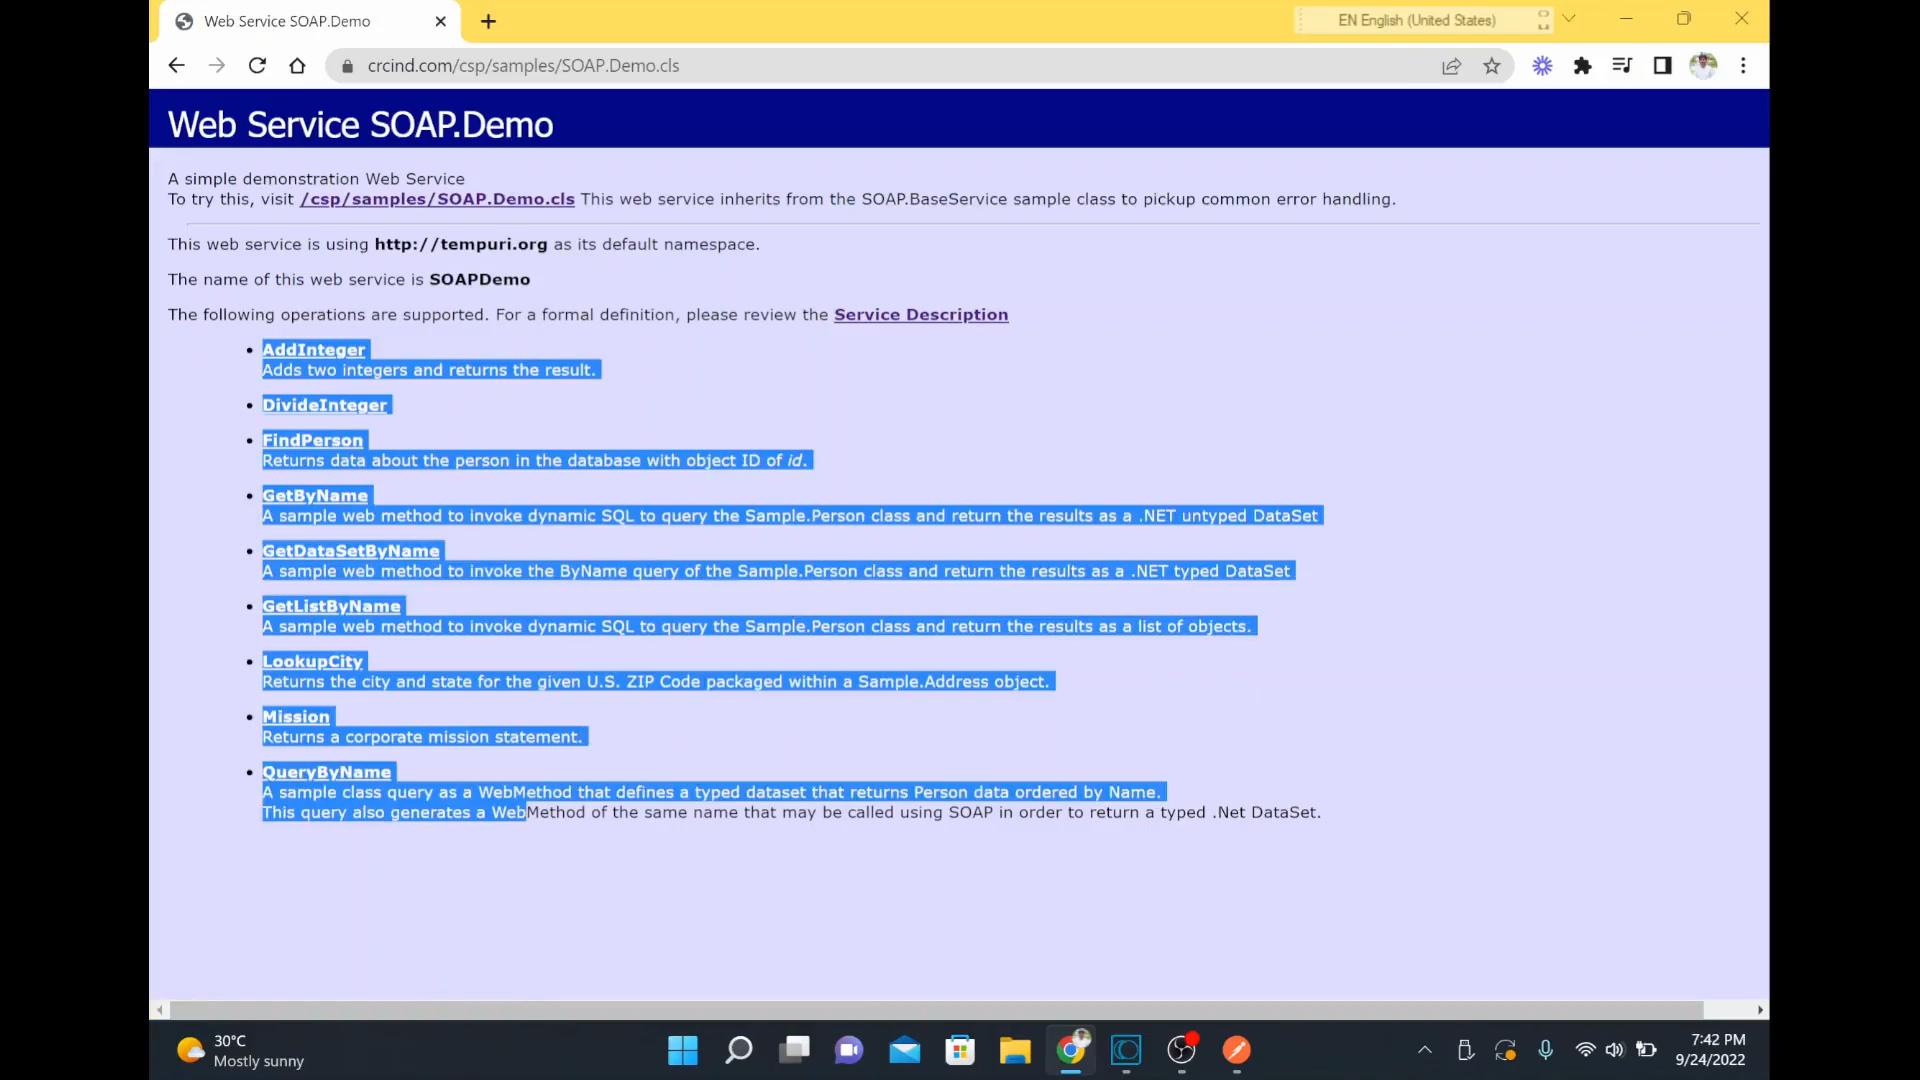 Web Service SOAP.Demo
EN English (United States)
crcind.com/csp/samples/SOAP.Demo.cls
Web Service SOAP.Demo
A simple demonstration Web Service
To try this, visit /csp/samples/SOAP.Demo.cls This web service inherits from the SOAP.BaseService sample class to pickup common error handling.
This web service is using http://tempuri.org as its default namespace.
The name of this web service is SOAPDemo
The following operations are supported. For a formal definition, please review the Service Description
• AddInteger
Adds two integers and returns the result.
• DivideInteger
• FindPerson
Returns data about the person in the database with object ID of id.
• GetByName
A sample web method to invoke dynamic SQL to query the Sample.Person class and return the results as a .NET untyped DataSet
• GetDataSetByName
A sample web method to invoke the ByName query of the Sample.Person class and return the results as a .NET typed DataSet
• GetListByName
A sample web method to invoke dynamic SQL to query the Sample.Person class and return the results as a list of objects.
• LookupCity
Returns the city and state for the given U.S. ZIP Code packaged within a Sample.Address object.
• Mission
Returns a corporate mission statement.
• QueryByName
A sample class query as a WebMethod that defines a typed dataset that returns Person data ordered by Name.
This query also generates a WebMethod of the same name that may be called using SOAP in order to return a typed .Net DataSet.
30°C
Mostly sunny
7:42 PM
9/24/2022